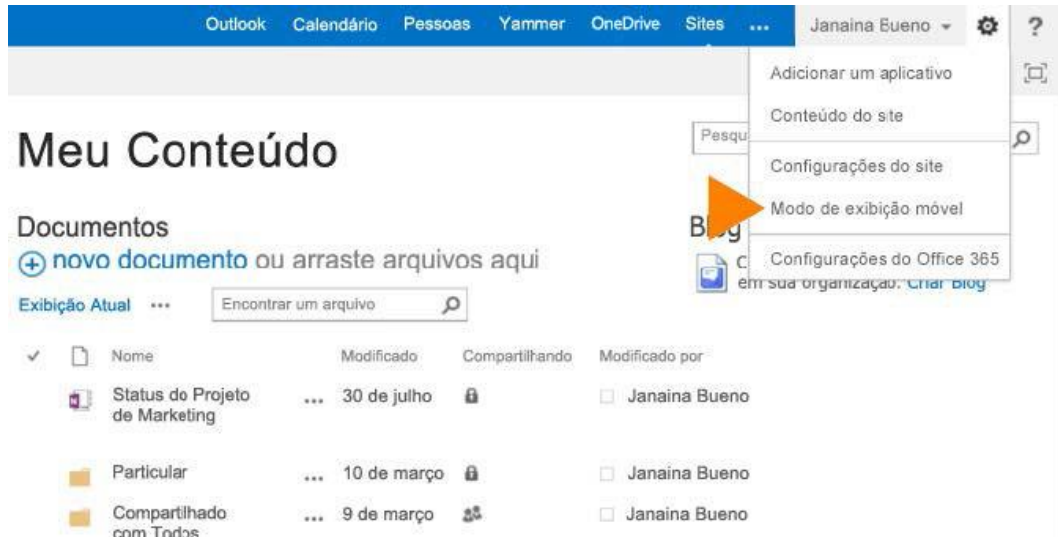 Outlook Calendário Pessoas Yammer OneDrive Sites ... Janaina Bueno ?
Adicionar um aplicativo
Conteúdo do site
Configurações do site
Modo de exibição móvel
Configurações do Office 365
Meu Conteúdo
Pesqu
Documentos
+ novo documento ou arraste arquivos aqui
Exibição Atual ... Encontrar um arquivo
Blog
em sua organização. Criar Blog
Nome Modificado Compartilhando Modificado por
Status do Projeto ... 30 de julho Janaina Bueno
de Marketing
Particular ... 10 de março Janaina Bueno
Compartilhado ... 9 de março Janaina Bueno
com Todos